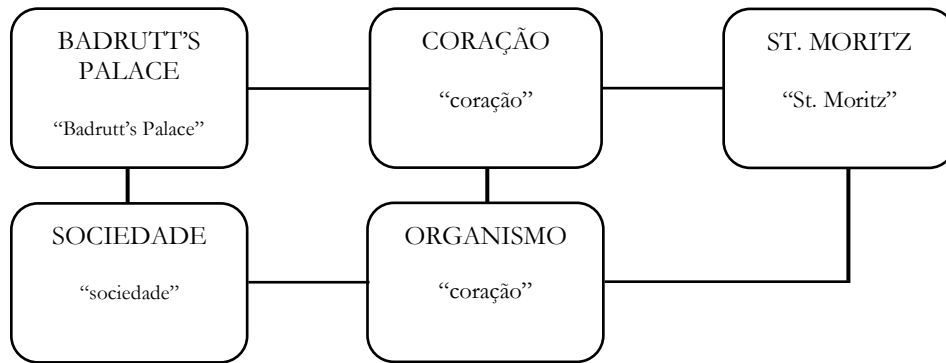 BADRUTT’S
PALACE
“Badrutt’s Palace”
CORAÇÃO
“coração”
ST. MORITZ
“St. Moritz”
SOCIEDADE
“sociedade”
ORGANISMO
“coração”